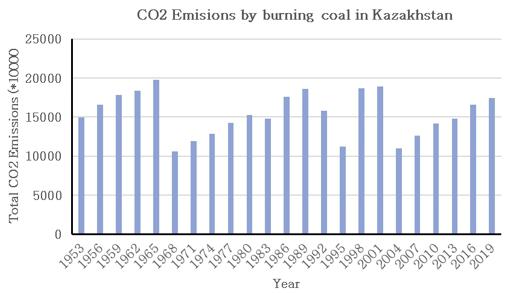 CO2 Emisions by burning coal in Kazakhstan
Total CO2 Emissions (*10000
25000
20000
15000
10000
5000
0
1953 1956 1959 1962 1965 1968 1971 1974 1977 1980 1983 1986 1989 1992 1995 1998 2001 2004 2007 2010 2013 2016 2019
Year